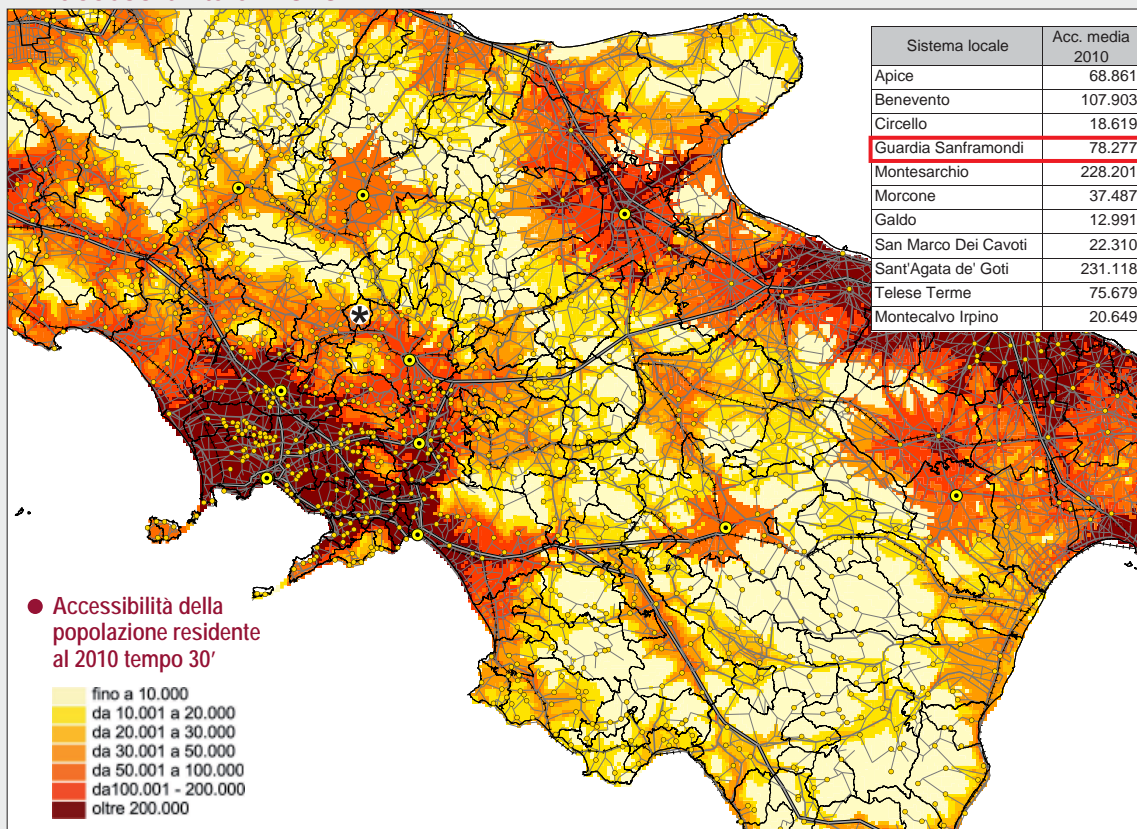 Sistema locale Acc. media 2010
Apice 68.861
Benevento 107.903
Circello 18.619
Guardia Sanframondi 78.277
Montesarchio 228.201
Morcone 37.487
Galdo 12.991
San Marco Dei Cavoti 22.310
Sant'Agata de' Goti 231.118
Telese Terme 75.679
Montecalvo Irpino 20.649
*
● Accessibilità della
popolazione residente
al 2010 tempo 30'
fino a 10.000
da 10.001 a 20.000
da 20.001 a 30.000
da 30.001 a 50.000
da 50.001 a 100.000
da100.001 - 200.000
oltre 200.000